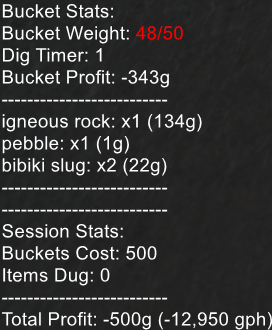 Bucket Stats:
Bucket Weight: 48/50
Dig Timer: 1
Bucket Profit: -343g
--------------------------
igneous rock: x1 (134g)
pebble: x1 (1g)
bibiki slug: x2 (22g)
--------------------------
--------------------------
Session Stats:
Buckets Cost: 500
Items Dug: 0
--------------------------
Total Profit: -500g (-12,950 gph)